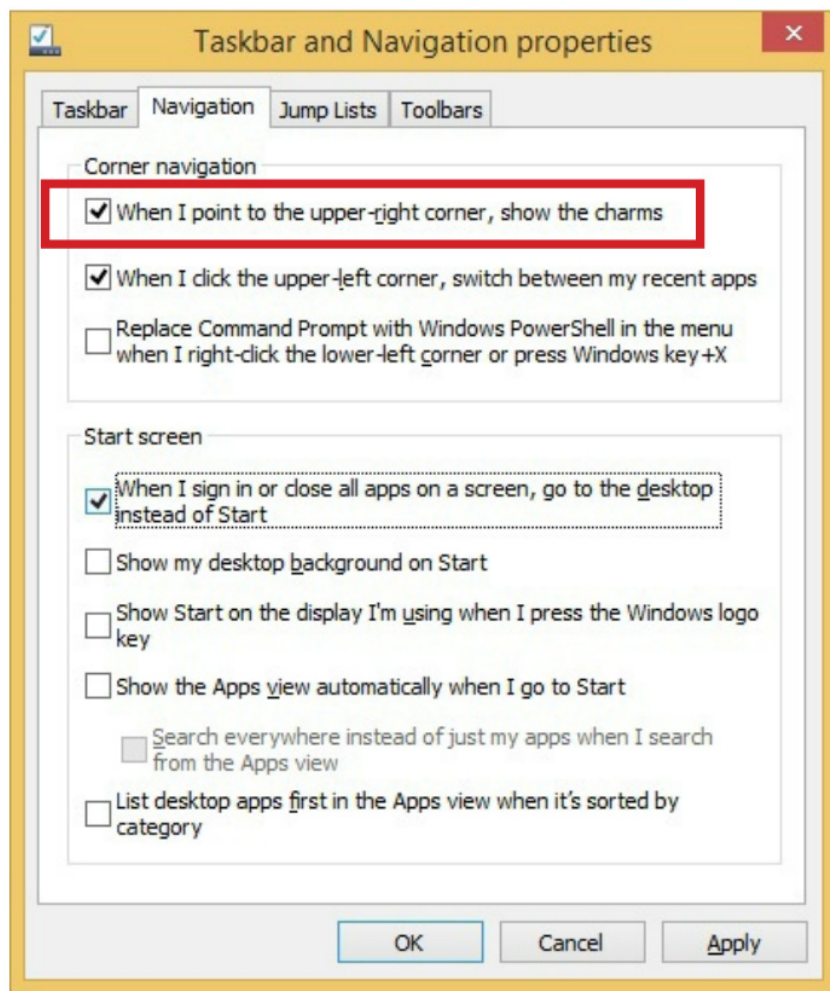 Taskbar and Navigation properties
Taskbar
Navigation
Jump Lists
Toolbars
Corner navigation
When I point to the upper-right corner, show the charms
When I click the upper-left corner, switch between my recent apps
Replace Command Prompt with Windows PowerShell in the menu
when I right-click the lower-left corner or press Windows key+X
Start screen
When I sign in or close all apps on a screen, go to the desktop
instead of Start
Show my desktop background on Start
Show Start on the display I'm using when I press the Windows logo
key
Show the Apps view automatically when I go to Start
Search everywhere instead of just my apps when I search
from the Apps view
List desktop apps first in the Apps view when it's sorted by
category
OK
Cancel
Apply